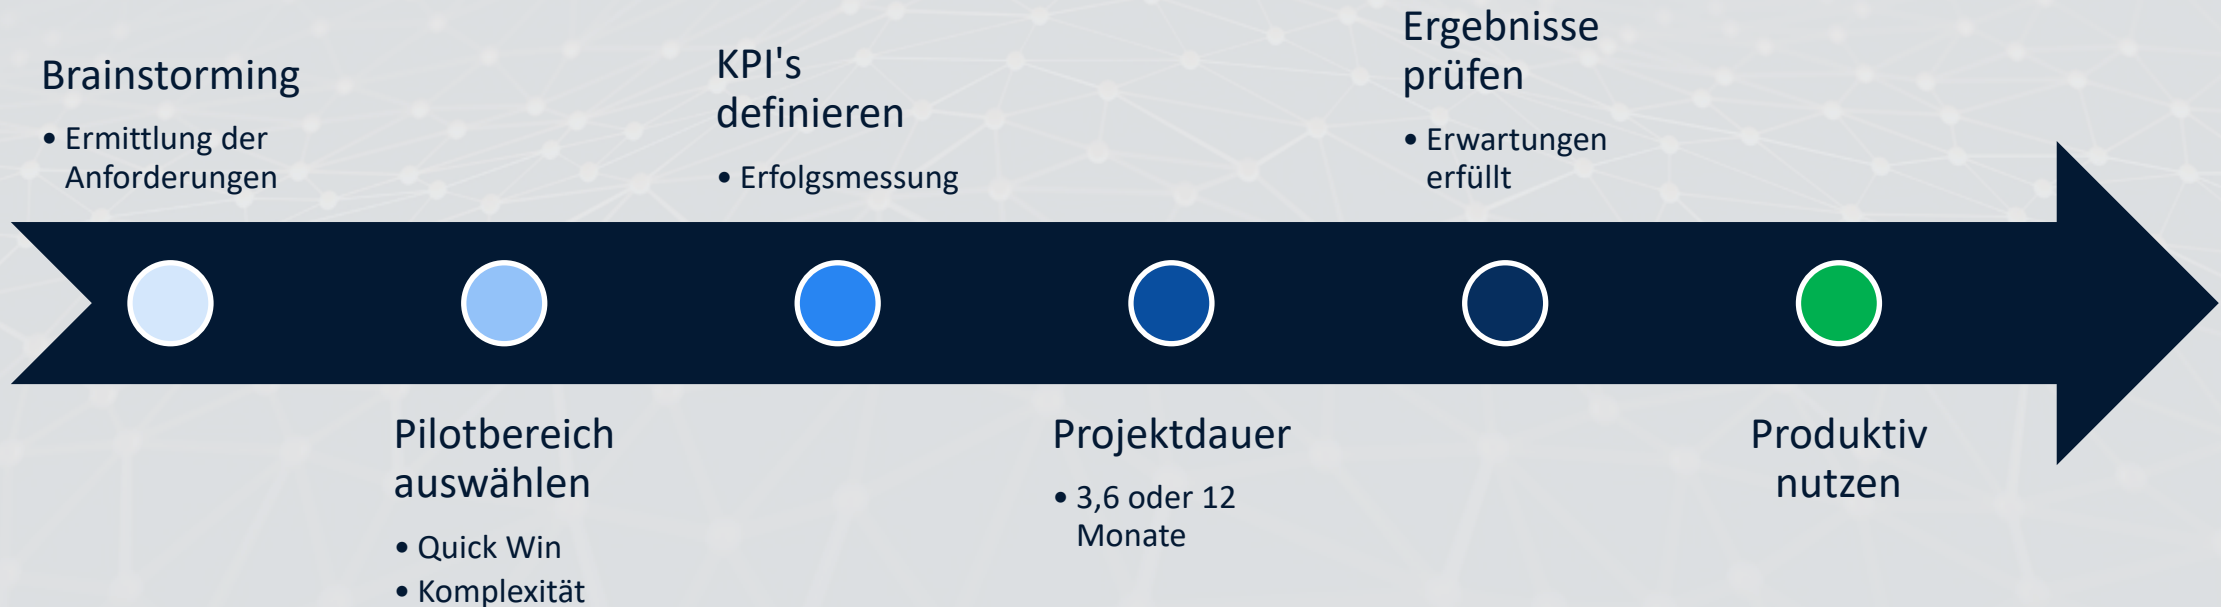 Brainstorming
• Ermittlung der
Anforderungen
Pilotbereich
auswählen
• Quick Win
• Komplexität
KPI's
definieren
• Erfolgsmessung
Projektdauer
• 3,6 oder 12
Monate
Ergebnisse
prüfen
• Erwartungen
erfüllt
Produktiv
nutzen